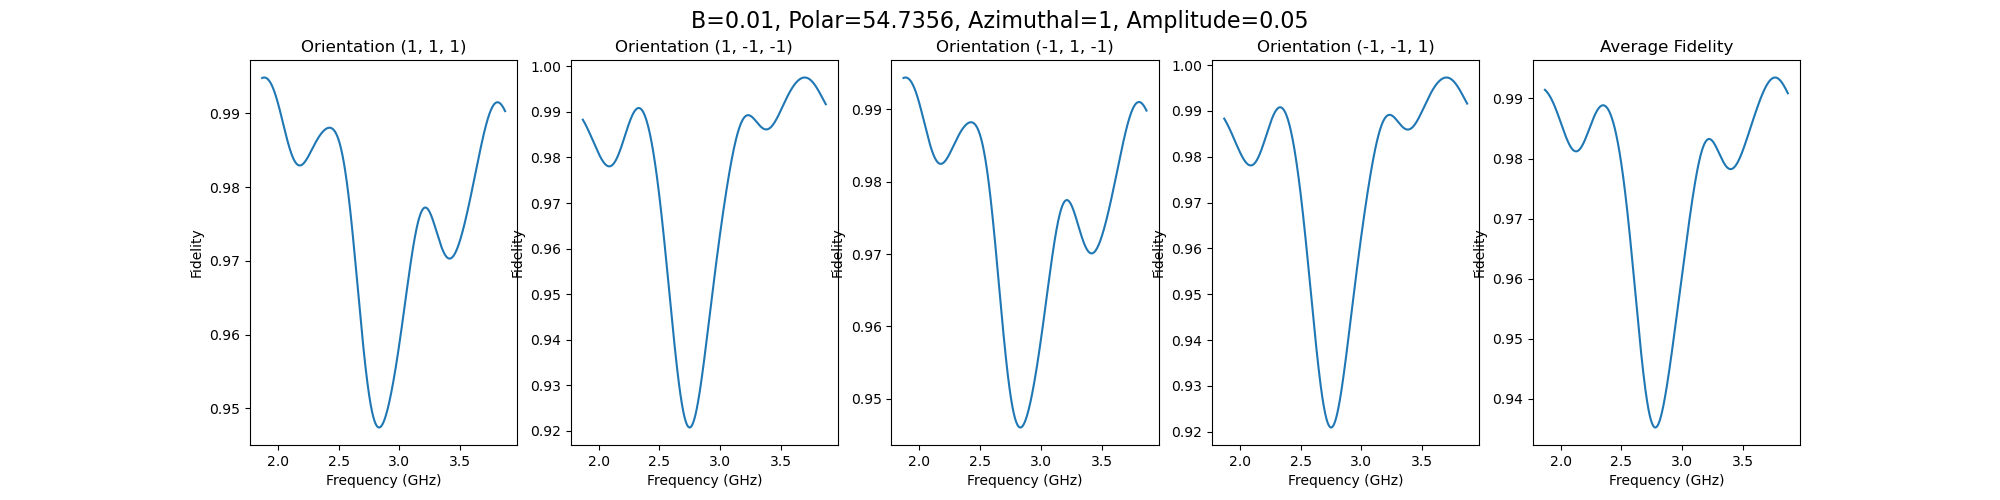 B=0.01, Polar=54.7356, Azimuthal=1, Amplitude=0.05
Orientation (1, 1, 1)
Fidelity
0.99
0.98
0.97
0.96
0.95
2.0 2.5 3.0 3.5
Frequency (GHz)
Orientation (1, -1, -1)
Fidelity
1.00
0.99
0.98
0.97
0.96
0.95
0.94
0.93
0.92
2.0 2.5 3.0 3.5
Frequency (GHz)
Orientation (-1, 1, -1)
Fidelity
0.99
0.98
0.97
0.96
0.95
2.0 2.5 3.0 3.5
Frequency (GHz)
Orientation (-1, -1, 1)
Fidelity
1.00
0.99
0.98
0.97
0.96
0.95
0.94
0.93
0.92
2.0 2.5 3.0 3.5
Frequency (GHz)
Average Fidelity
Fidelity
0.99
0.98
0.97
0.96
0.95
0.94
2.0 2.5 3.0 3.5
Frequency (GHz)